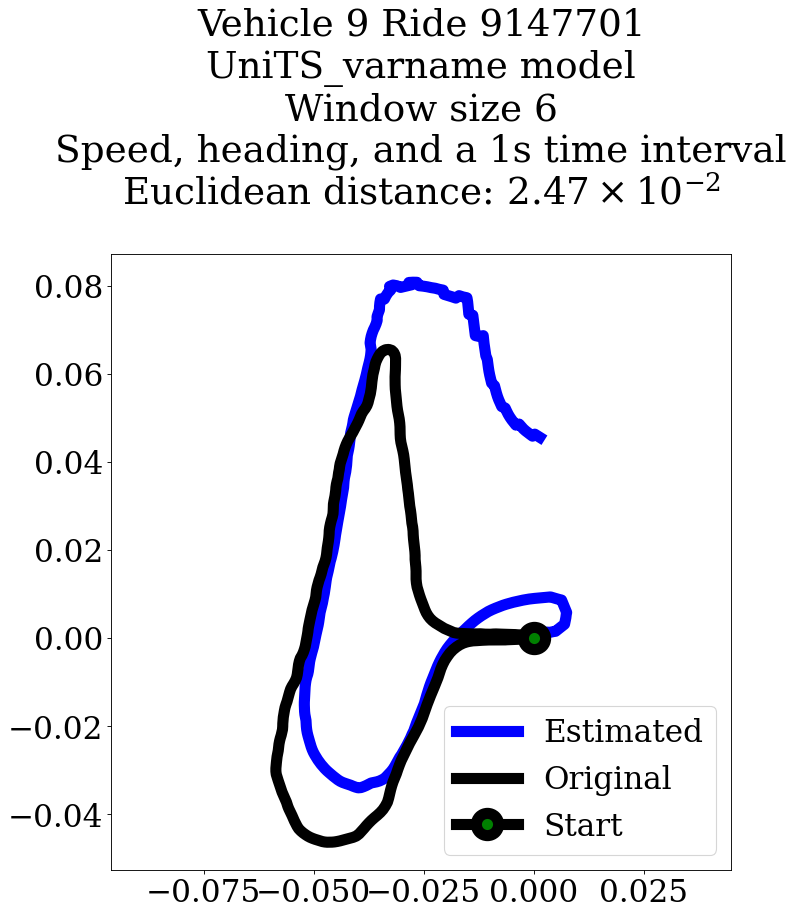 Vehicle 9 Ride 9147701
UniTS_varname model
Window size 6
Speed, heading, and a 1s time interval
Euclidean distance: 2.47 × 10⁻²
0.08
0.06
0.04
0.02
0.00
−0.02
−0.04
Estimated
Original
Start
−0.075 −0.050 −0.025 0.000 0.025